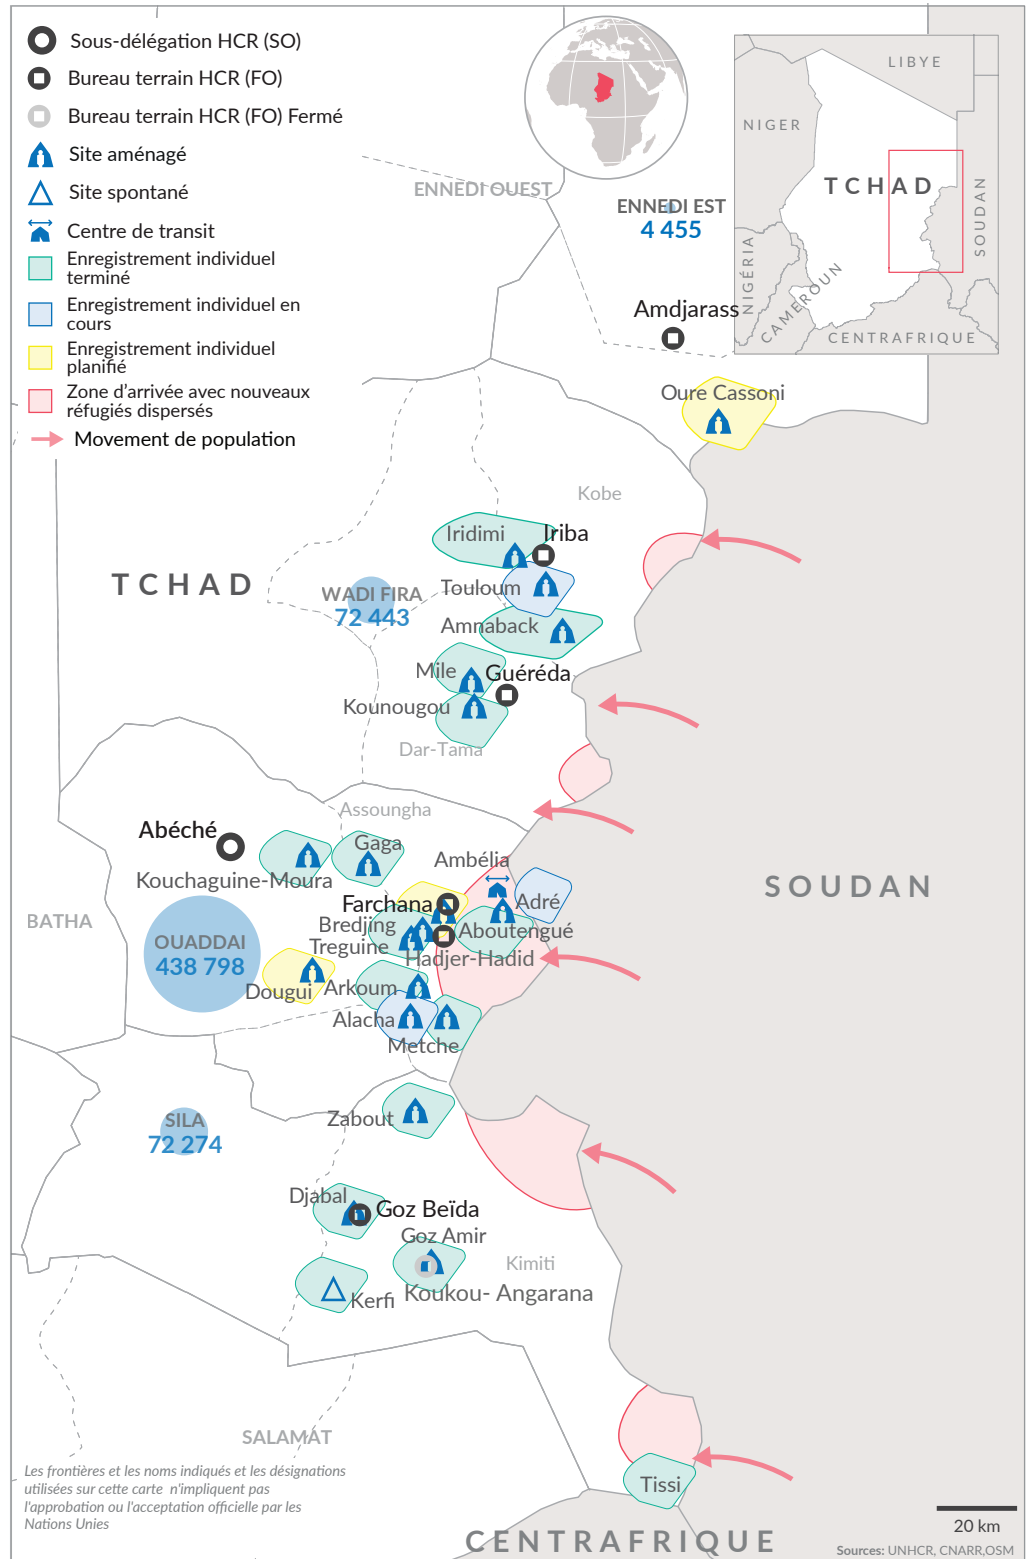 Sous-délégation HCR (SO)
Bureau terrain HCR (FO)
Bureau terrain HCR (FO) Fermé
Site aménagé
Site spontané
Centre de transit
Enregistrement individuel
terminé
Enregistrement individuel en
cours
Enregistrement individuel
planifié
Zone d'arrivée avec nouveaux
réfugiés dispersés
Movement de population
LIBYE
NIGER
TCHAD
SOUDAN
NIGÉRIA
CAMEROUN
CENTRAFRIQUE
ENNEDI OUEST
ENNEDI EST
4 455
Amdjarass
Oure Cassoni
Kobe
Iridimi
Iriba
TCHAD
WADI FIRA
72 443
Touloum
Amnaback
Mile
Guéréda
Kounougou
Dar-Tama
Assoungha
Abéché
Gaga
Ambélia
Kouchaguine-Moura
SOUDAN
Farchana
Adré
BATHA
Bredjing
Aboutengué
Treguine
Hadjer-Hadid
OUADDAI
438 798
Dougui
Arkoum
Alacha
Metche
Zabout
SILA
72 274
Djabal
Goz Beïda
Goz Amir
Kimiti
Koukou- Angarana
Kerfi
SALAMAT
Tissi
Les frontières et les noms indiqués et les désignations
utilisées sur cette carte n'impliquent pas
l'approbation ou l'acceptation officielle par les
Nations Unies
CENTRAFRIQUE
20 km
Sources: UNHCR, CNARR,OSM